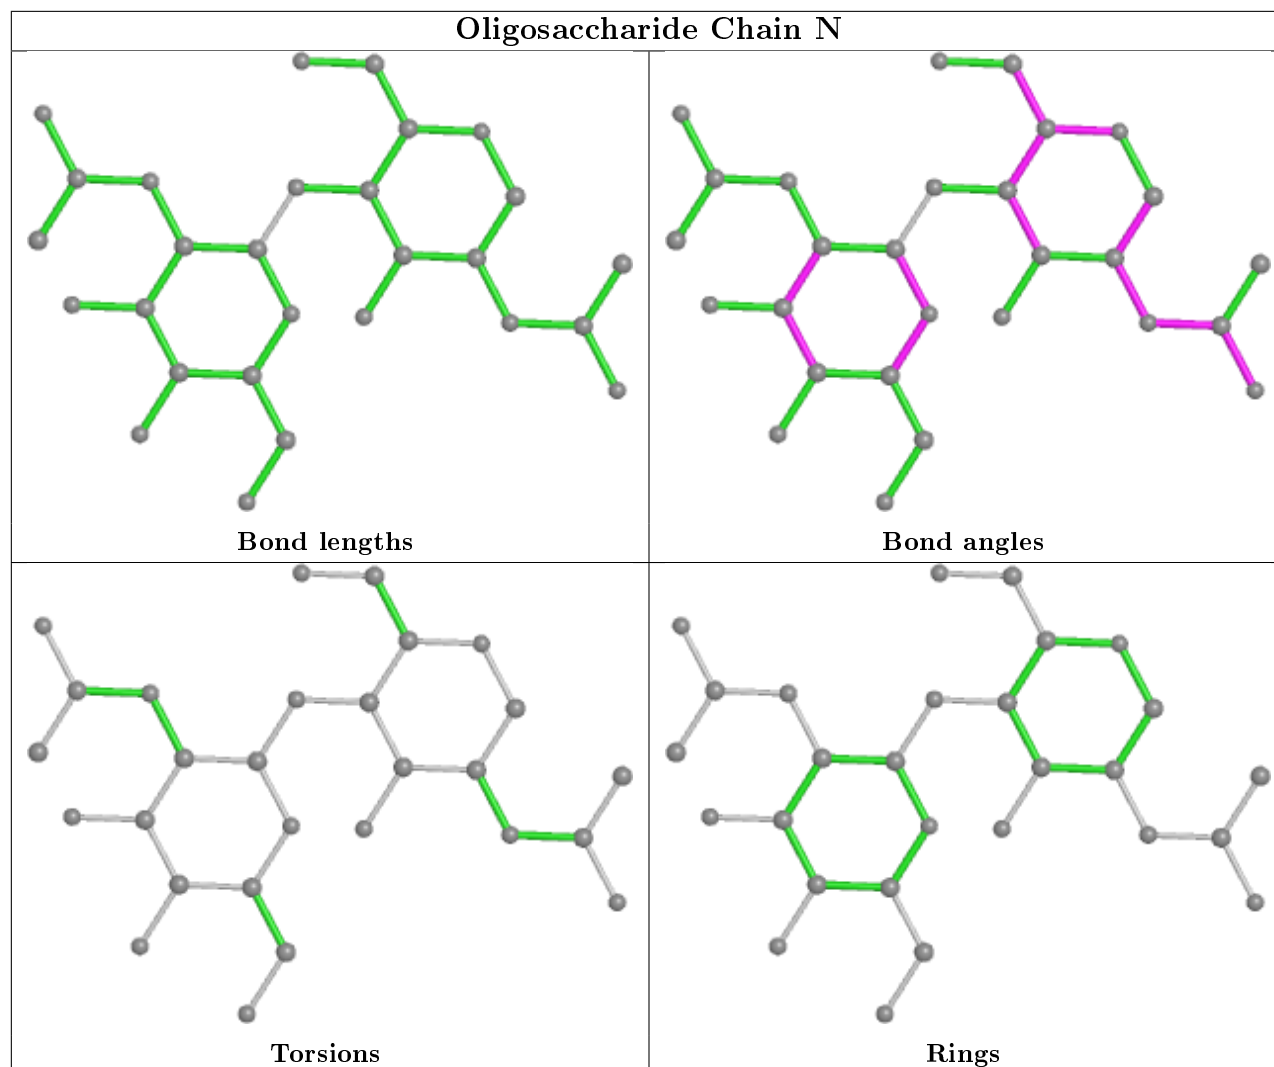 Oligosaccharide Chain N
Bond lengths
Bond angles
Torsions
Rings